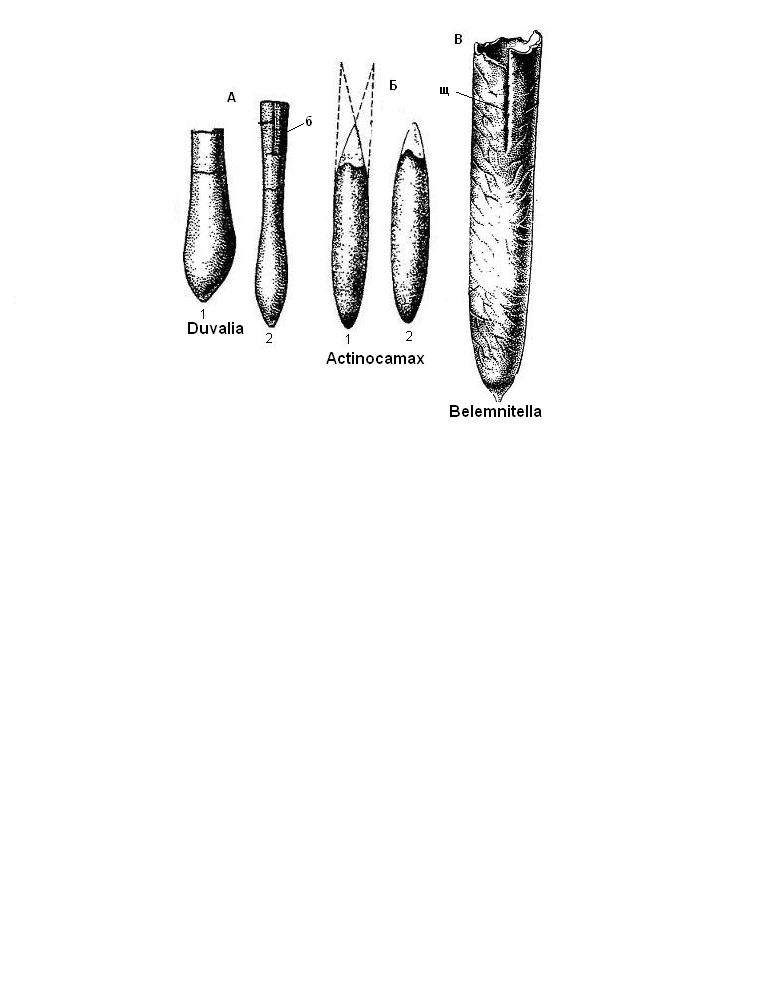 А
Б
В
б
щ
1
2
1
2
Duvalia
Actinocamax
Belemnitella